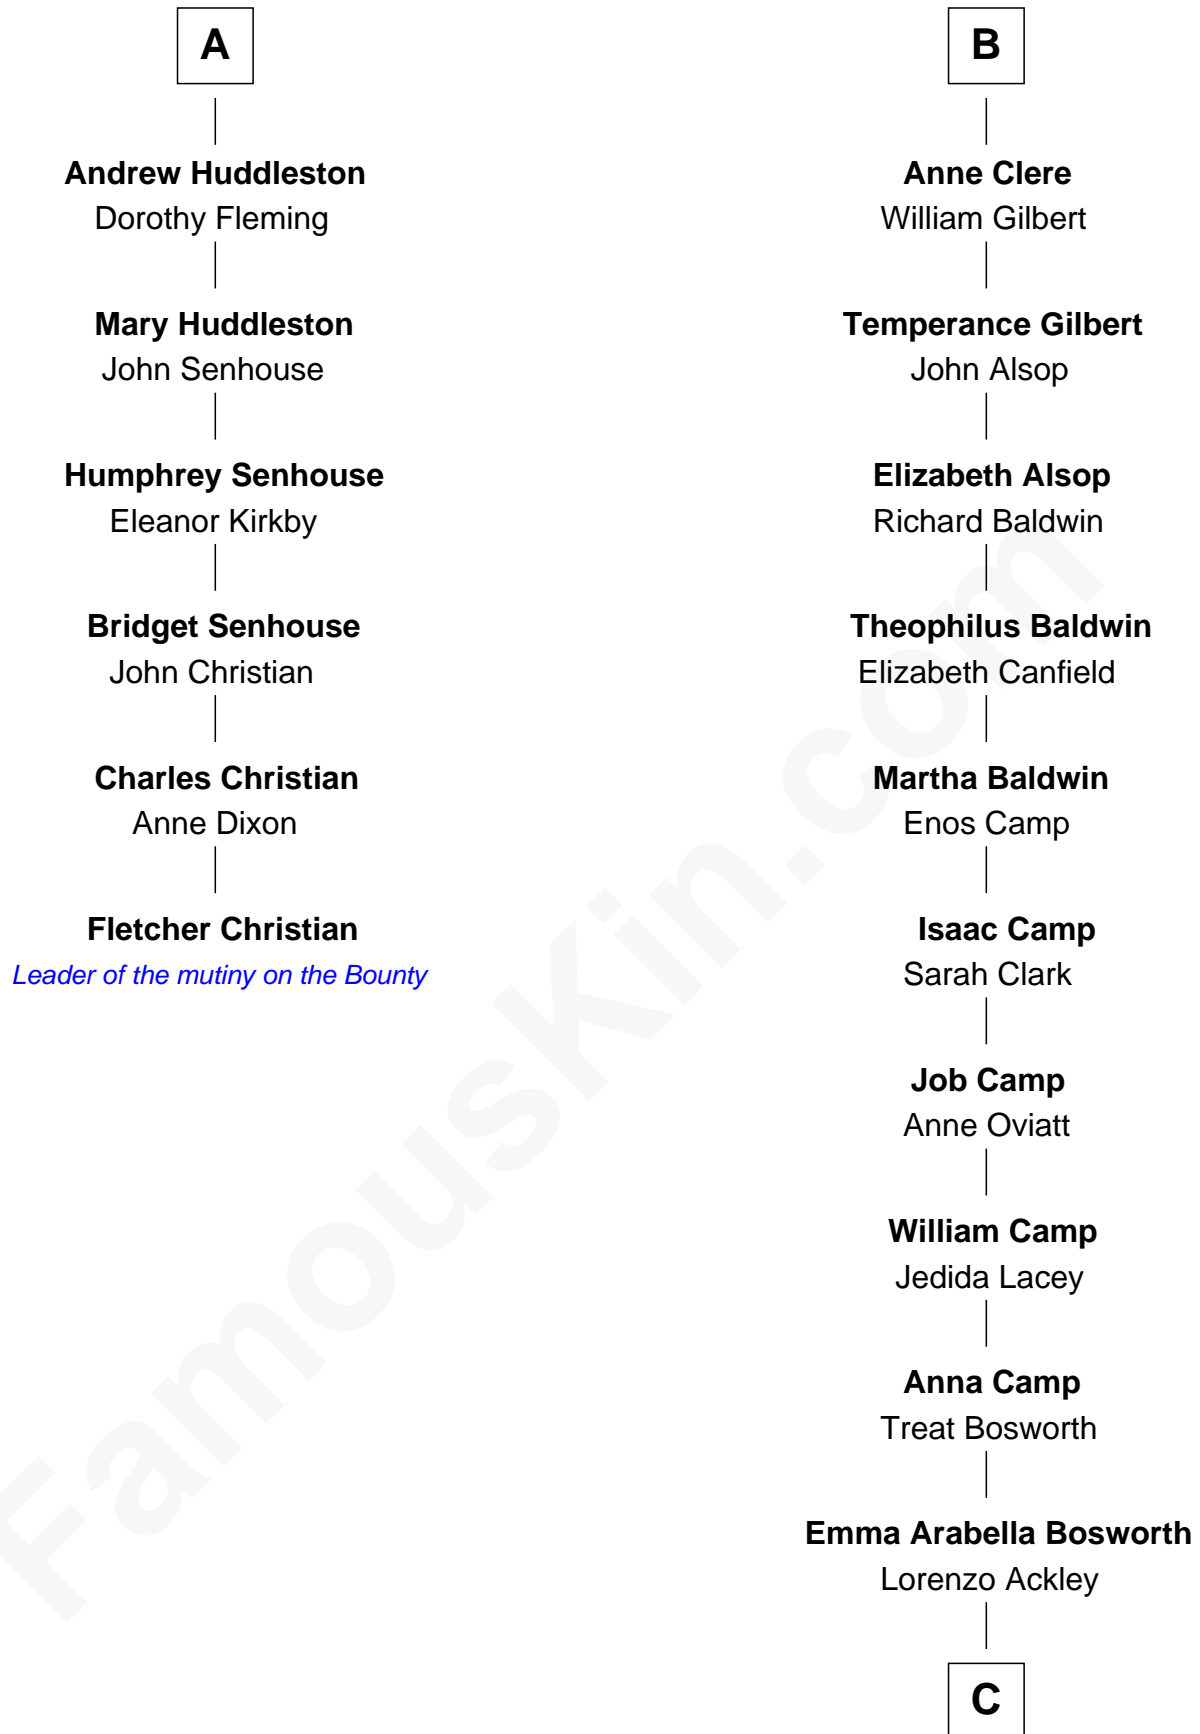 A
Andrew Huddleston
Dorothy Fleming
Mary Huddleston
John Senhouse
Humphrey Senhouse
Eleanor Kirkby
Bridget Senhouse
John Christian
Charles Christian
Anne Dixon
Fletcher Christian
Leader of the mutiny on the Bounty
B
Anne Clere
William Gilbert
Temperance Gilbert
John Alsop
Elizabeth Alsop
Richard Baldwin
Theophilus Baldwin
Elizabeth Canfield
Martha Baldwin
Enos Camp
Isaac Camp
Sarah Clark
Job Camp
Anne Oviatt
William Camp
Jedida Lacey
Anna Camp
Treat Bosworth
Emma Arabella Bosworth
Lorenzo Ackley
C
FamousKin.com